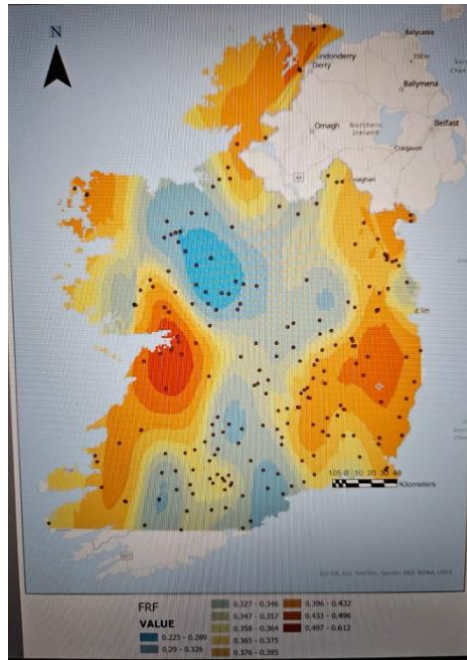 N
Ballycastle
Londonderry
Derry
Ballymena
Omagh
Northern
Ireland
Belfast
Craigavon
Kilometers
FRF
VALUE
0.225 - 0.289
0.29 - 0.326
0.327 - 0.346
0.347 - 0.357
0.358 - 0.364
0.365 - 0.375
0.376 - 0.395
0.396 - 0.432
0.433 - 0.496
0.497 - 0.612